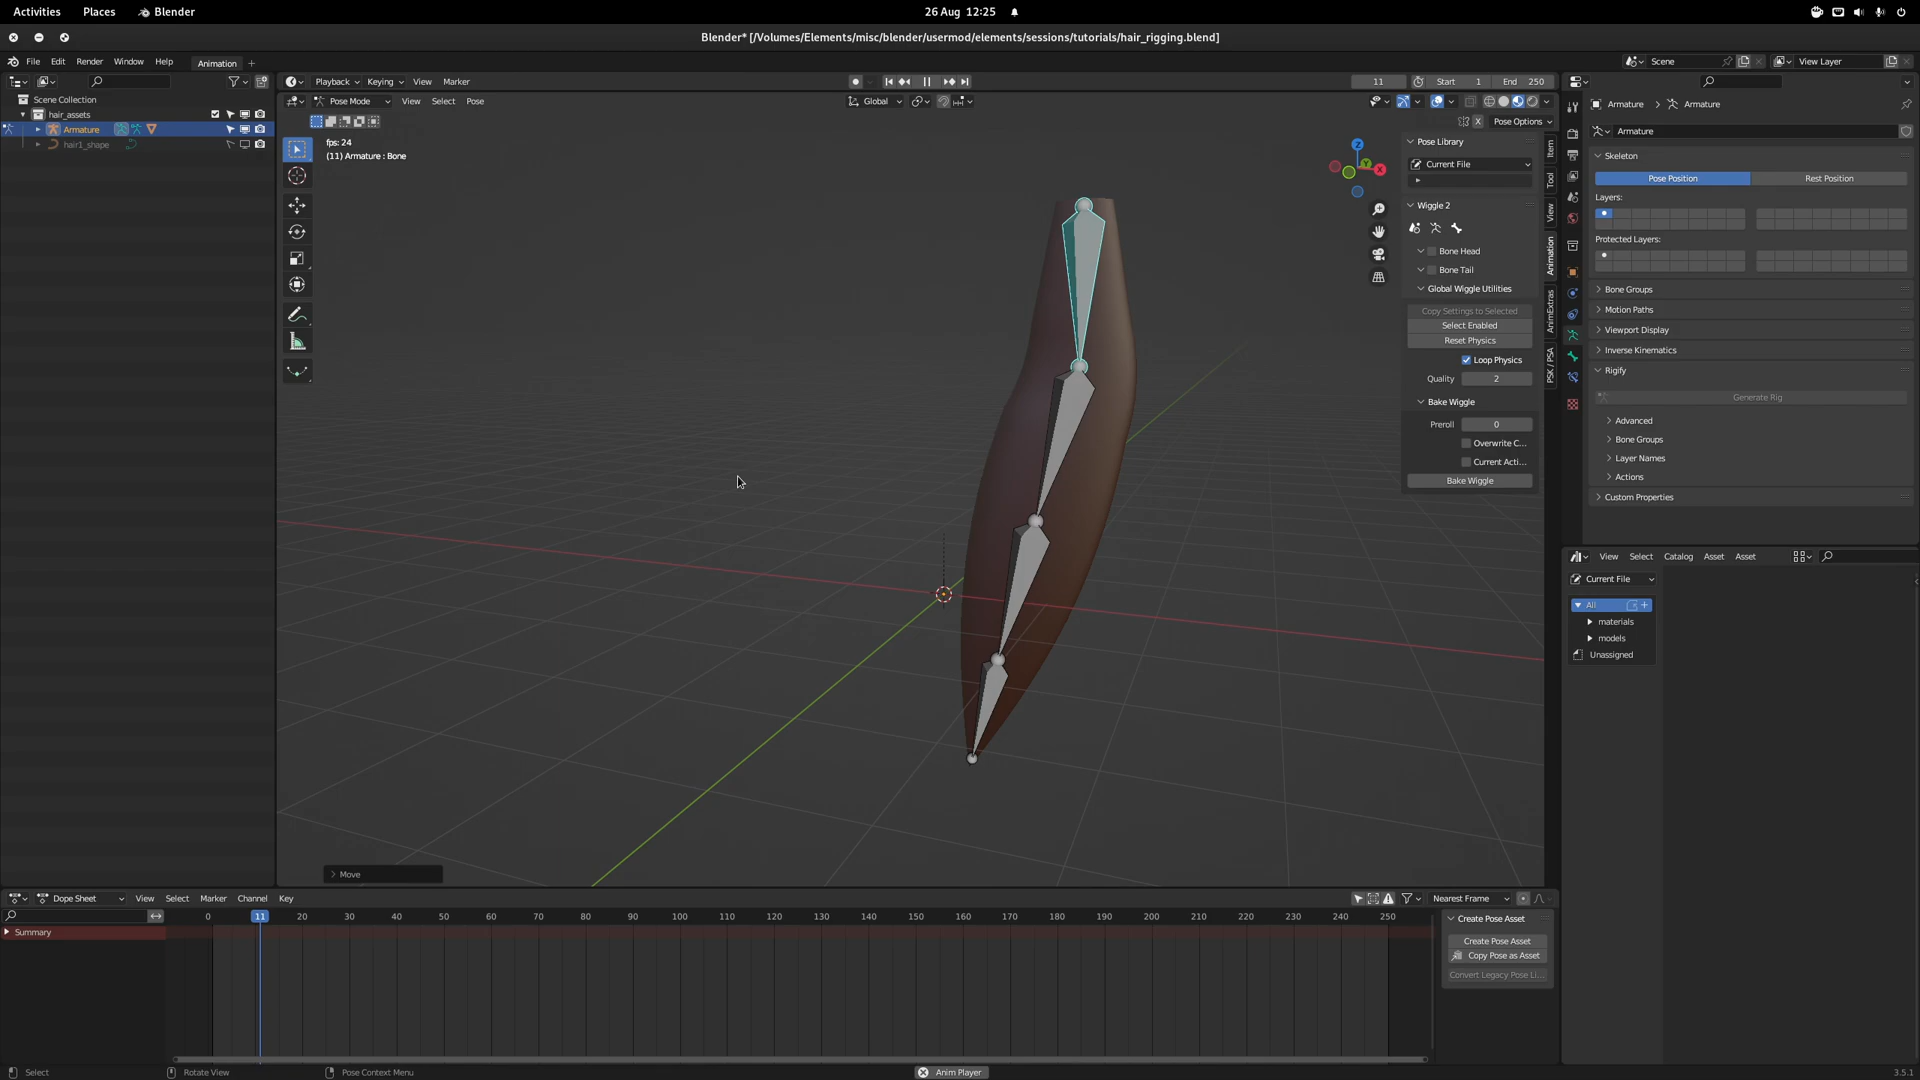 Activities Places Blender 26 Aug 12:25
Blender* [/Volumes/Elements/misc/blender/usermod/elements/sessions/tutorials/hair_rigging.blend]
File Edit Render Window Help Animation + Scene View Layer
Playback Keying View Marker 11 Start 1 End 250
Scene Collection
hair_assets
Armature
hair1_shape
Pose Mode View Select Pose Global
X Pose Options
fps: 24
(11) Armature : Bone
Z
Y
X
Pose Library
Current File
Wiggle 2
Bone Head
Bone Tail
Global Wiggle Utilities
Copy Settings to Selected
Select Enabled
Reset Physics
Loop Physics
Quality 2
Bake Wiggle
Preroll 0
Overwrite C...
Current Acti...
Bake Wiggle
Item
Tool
View
Animation
AnimExtras
PSK / PSA
Armature > Armature
Armature
Skeleton
Pose Position Rest Position
Layers:
Protected Layers:
Bone Groups
Motion Paths
Viewport Display
Inverse Kinematics
Rigify
Generate Rig
Advanced
Bone Groups
Layer Names
Actions
Custom Properties
View Select Catalog Asset Asset
Current File
All
materials
models
Unassigned
Move
Dope Sheet View Select Marker Channel Key Nearest Frame
0 11 20 30 40 50 60 70 80 90 100 110 120 130 140 150 160 170 180 190 200 210 220 230 240 250
Summary
Create Pose Asset
Create Pose Asset
Copy Pose as Asset
Convert Legacy Pose Li...
Select Rotate View Pose Context Menu Anim Player 3.5.1